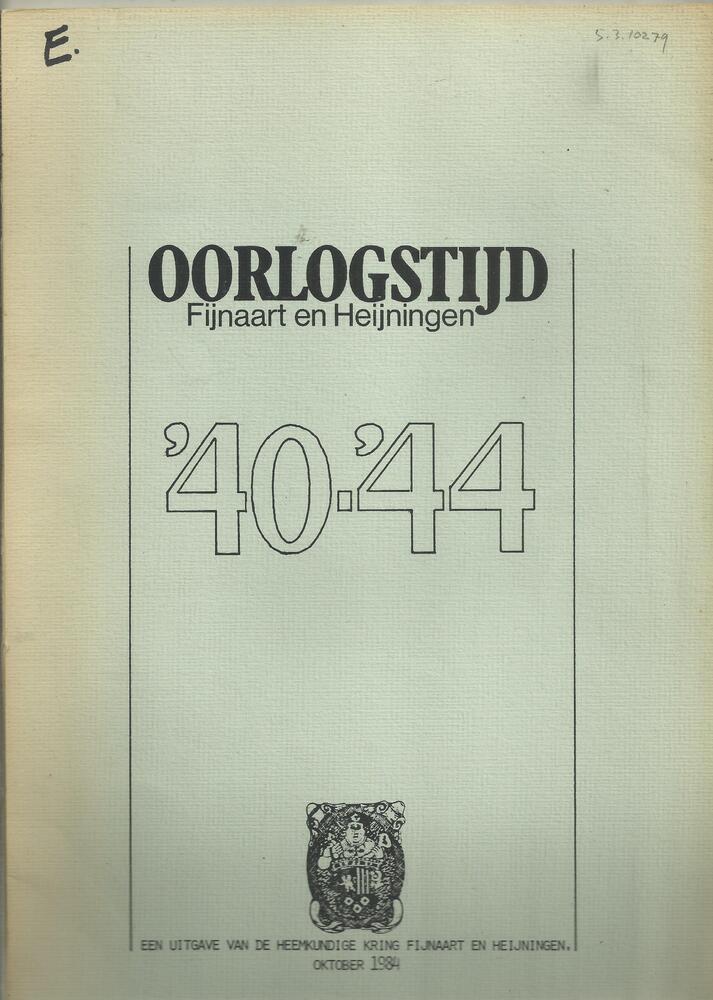 E.
5.3.10279
OORLOGSTIJD
Fijnaart en Heijningen
'40-'44
EEN UITGAVE VAN DE HEEMKUNDIGE KRING FIJNAART EN HEIJNINGEN.
OKTOBER 1984